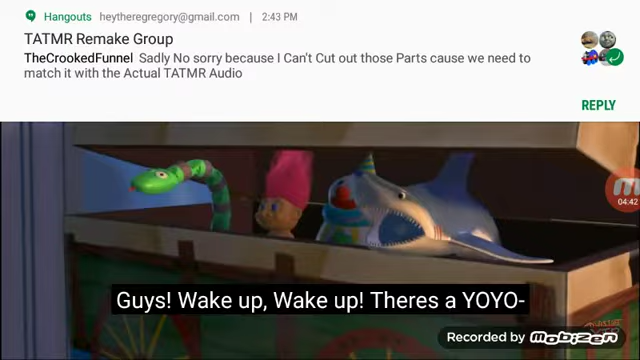 Hangouts heytheregregory@gmail.com | 2:43 PM
TATMR Remake Group
TheCrookedFunnel Sadly No sorry because I Can't Cut out those Parts cause we need to
match it with the Actual TATMR Audio
REPLY
04:42
Guys! Wake up, Wake up! Theres a YOYO-
Recorded by mobizen